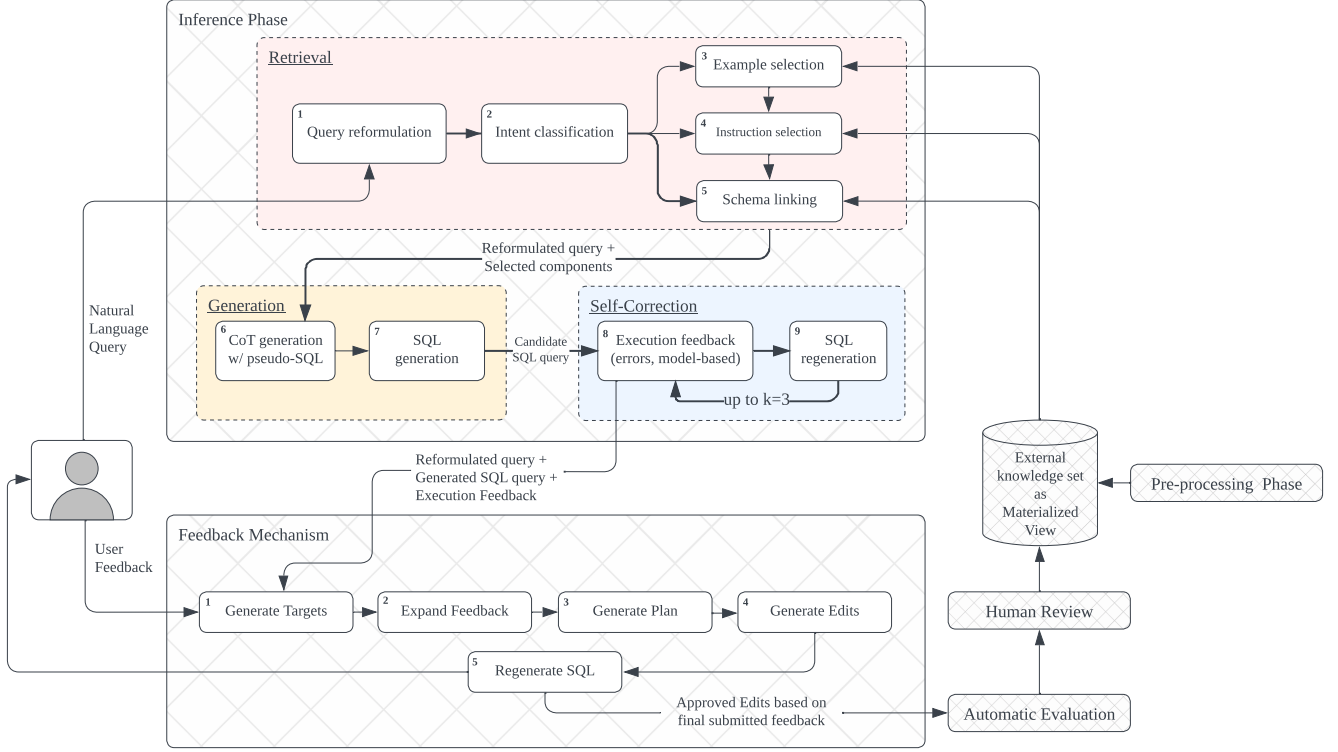 Inference Phase
Retrieval
1
Query reformulation
2
Intent classification
3
Example selection
4
Instruction selection
5
Schema linking
Reformulated query +
Selected components
Natural
Language
Query
Generation
6
CoT generation
w/ pseudo-SQL
7
SQL
generation
Candidate
SQL query
Self-Correction
8
Execution feedback
(errors, model-based)
9
SQL
regeneration
up to k=3
Reformulated query +
Generated SQL query +
Execution Feedback
External
knowledge set
as
Materialized
View
Pre-processing Phase
User
Feedback
Feedback Mechanism
1
Generate Targets
2
Expand Feedback
3
Generate Plan
4
Generate Edits
5
Regenerate SQL
Approved Edits based on
final submitted feedback
Human Review
Automatic Evaluation